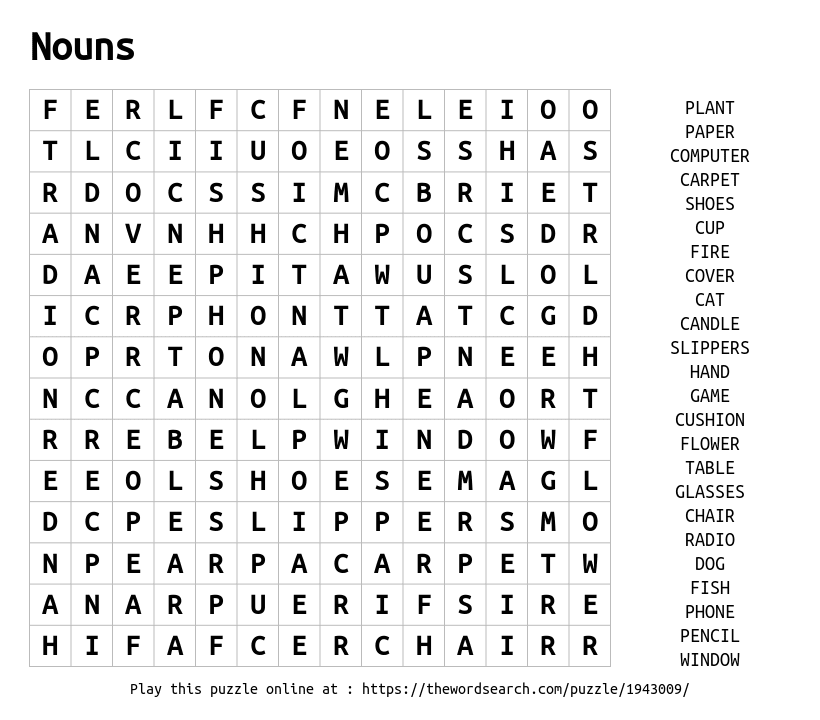 Nouns
F E R L F C F N E L E I O O
T L C I I U O E O S S H A S
R D O C S S I M C B R I E T
A N V N H H C H P O C S D R
D A E E P I T A W U S L O L
I C R P H O N T T A T C G D
O P R T O N A W L P N E E H
N C C A N O L G H E A O R T
R R E B E L P W I N D O W F
E E O L S H O E S E M A G L
D C P E S L I P P E R S M O
N P E A R P A C A R P E T W
A N A R P U E R I F S I R E
H I F A F C E R C H A I R R
PLANT
PAPER
COMPUTER
CARPET
SHOES
CUP
FIRE
COVER
CAT
CANDLE
SLIPPERS
HAND
GAME
CUSHION
FLOWER
TABLE
GLASSES
CHAIR
RADIO
DOG
FISH
PHONE
PENCIL
WINDOW
Play this puzzle online at : https://thewordsearch.com/puzzle/1943009/